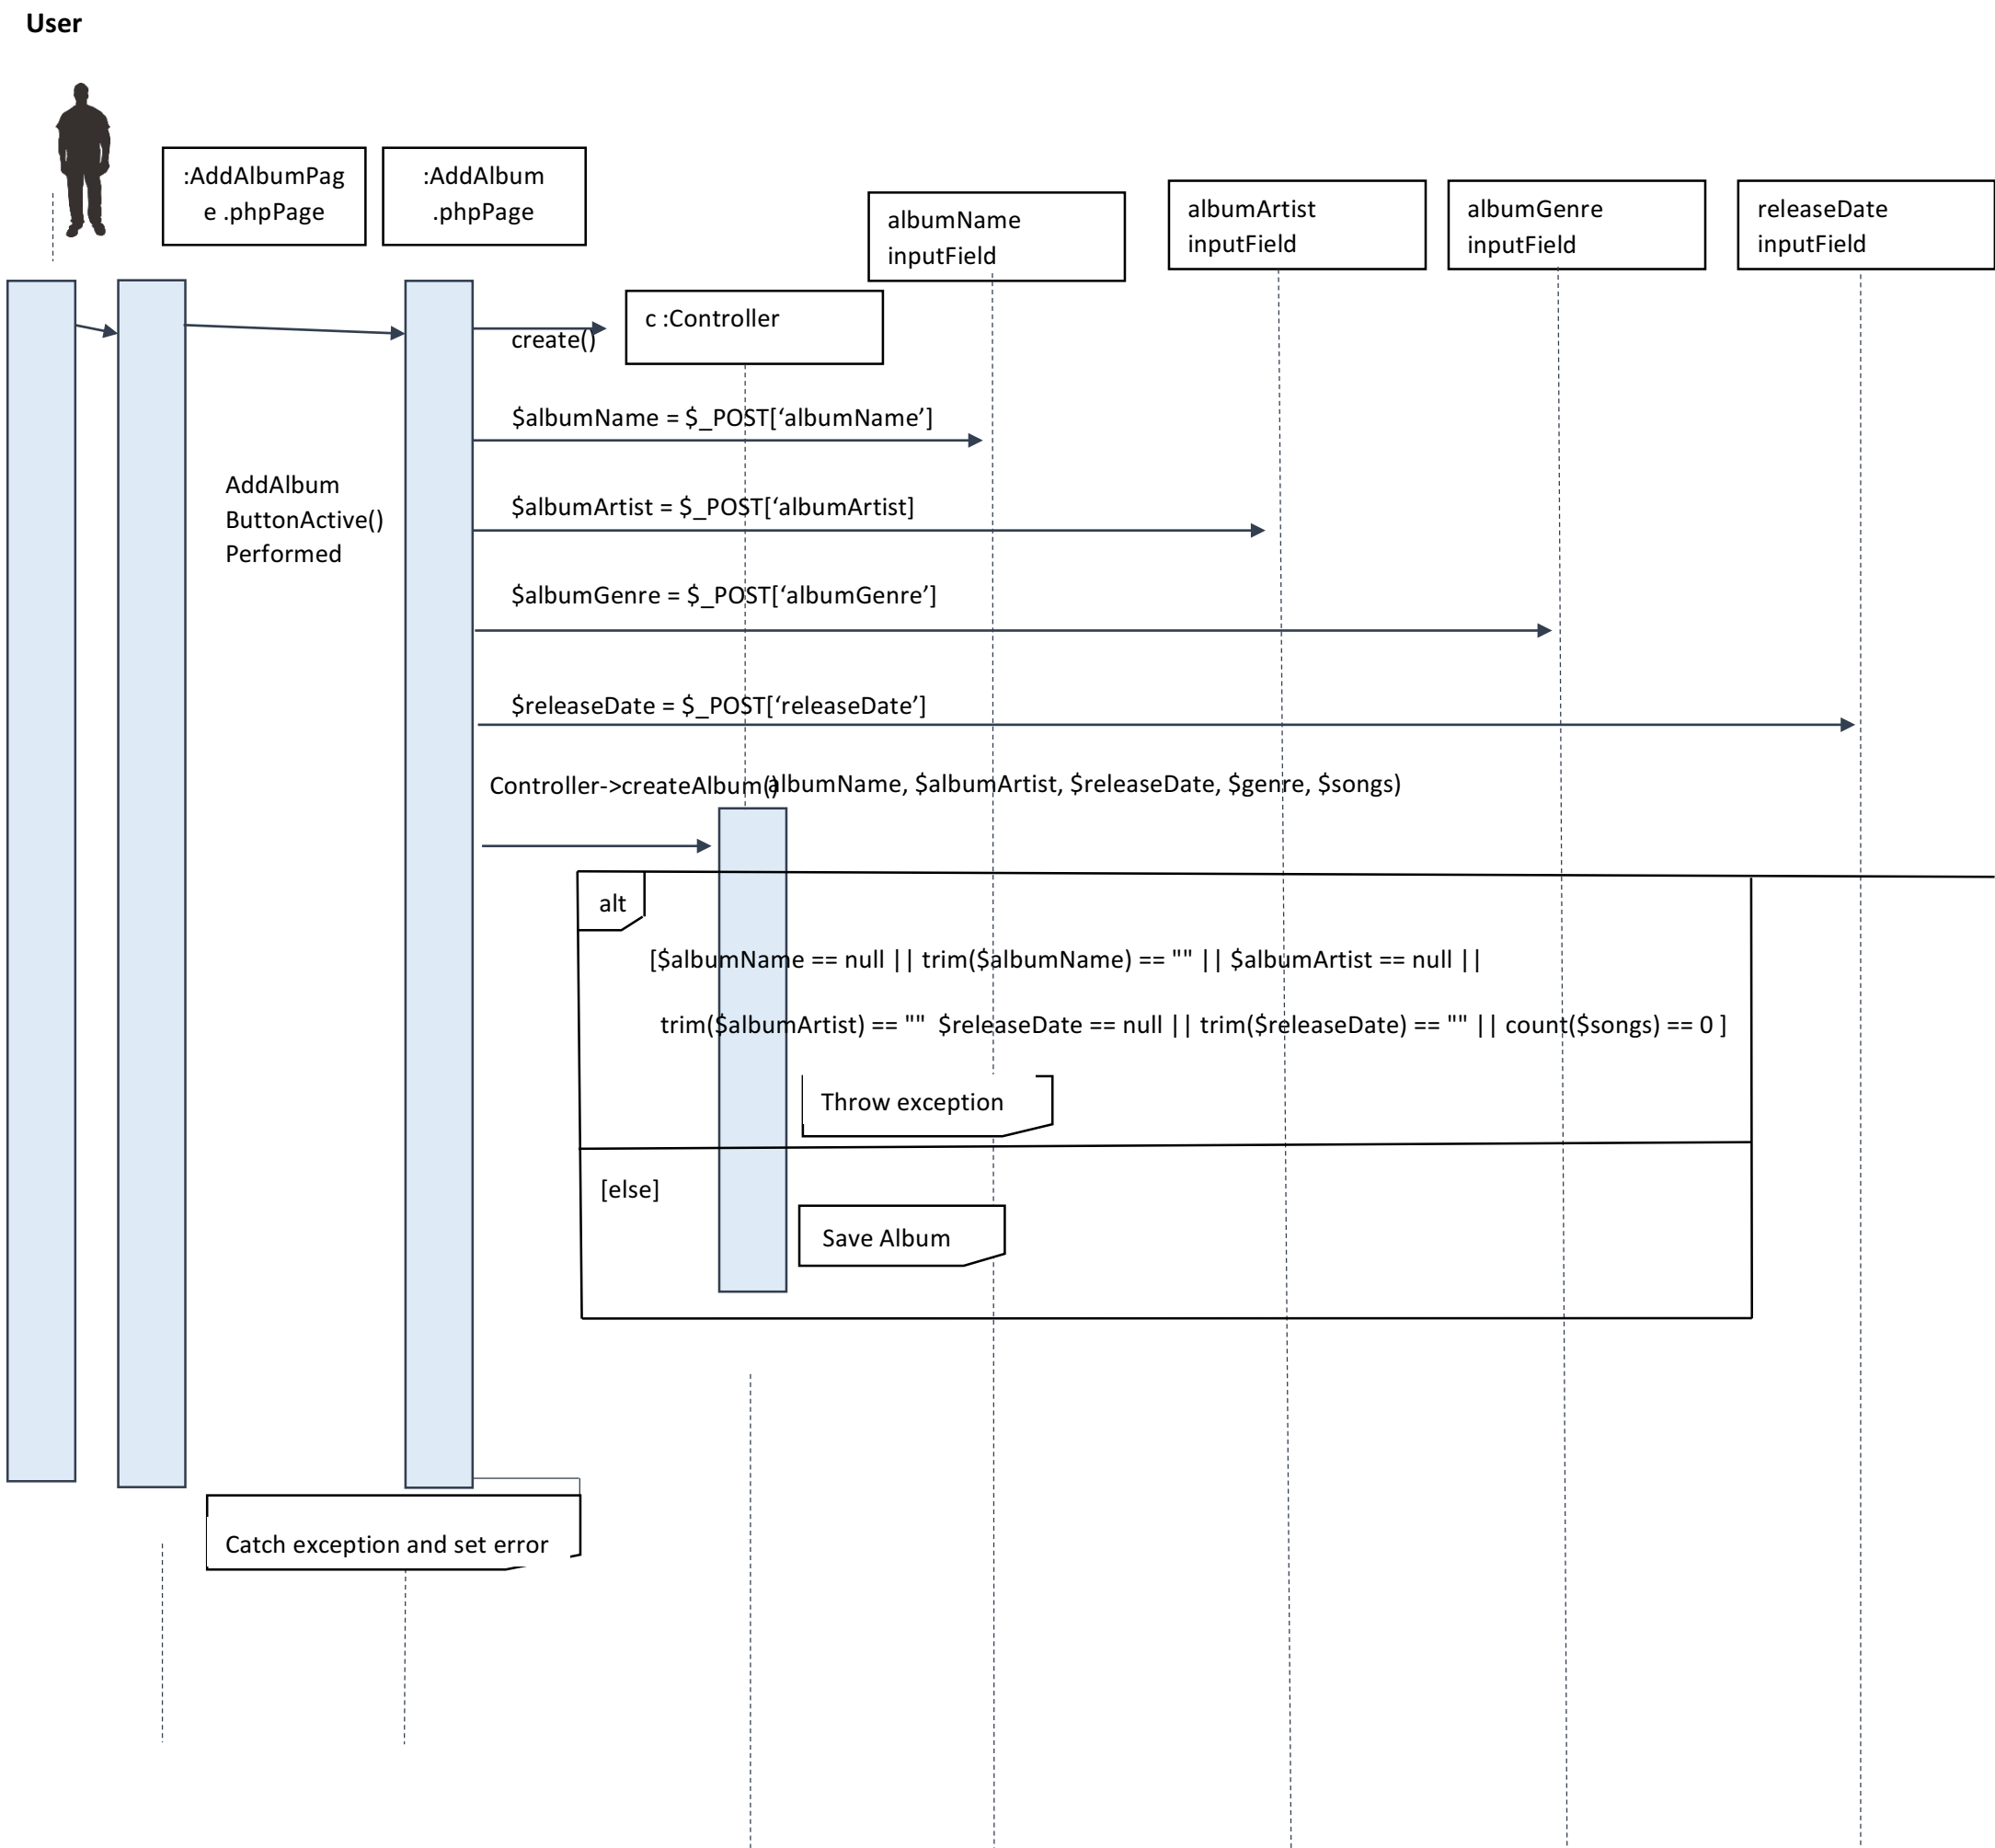 User
:AddAlbumPag
e .phpPage
:AddAlbum
.phpPage
albumName
inputField
albumArtist
inputField
albumGenre
inputField
releaseDate
inputField
c :Controller
create()
$albumName = $_POST[‘albumName’]
AddAlbum
ButtonActive()
Performed
$albumArtist = $_POST[‘albumArtist]
$albumGenre = $_POST[‘albumGenre’]
$releaseDate = $_POST[‘releaseDate’]
Controller->createAlbum()
albumName, $albumArtist, $releaseDate, $genre, $songs)
alt
[$albumName == null || trim($albumName) == "" || $albumArtist == null ||
trim($albumArtist) == "" $releaseDate == null || trim($releaseDate) == "" || count($songs) == 0 ]
Throw exception
[else]
Save Album
Catch exception and set error